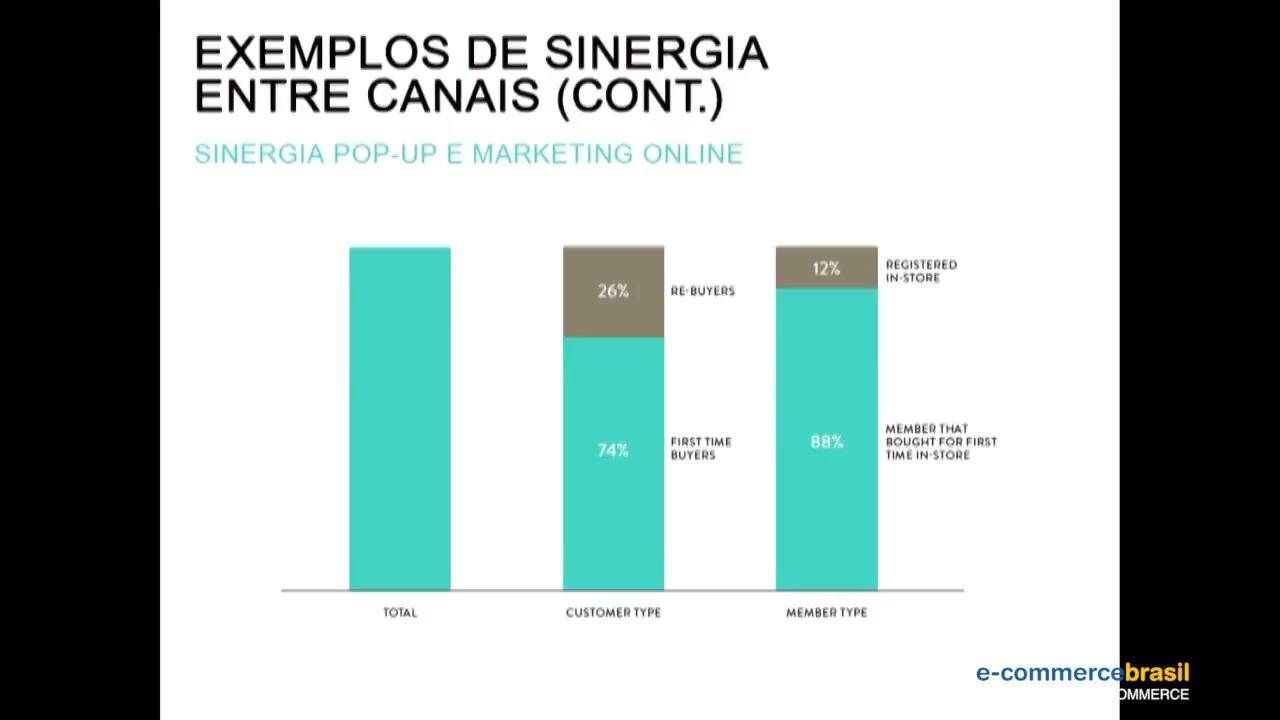 EXEMPLOS DE SINERGIA
ENTRE CANAIS (CONT.)
SINERGIA POP-UP E MARKETING ONLINE
26%
RE-BUYERS
74%
FIRST TIME
BUYERS
12%
REGISTERED
IN-STORE
88%
MEMBER THAT
BOUGHT FOR FIRST
TIME IN-STORE
TOTAL
CUSTOMER TYPE
MEMBER TYPE
e-commercebrasil
OMMERCE